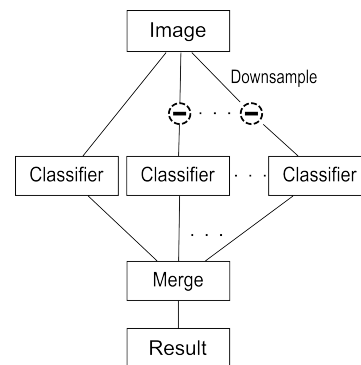 Image
Downsample
Classifier
Classifier
Classifier
Merge
Result